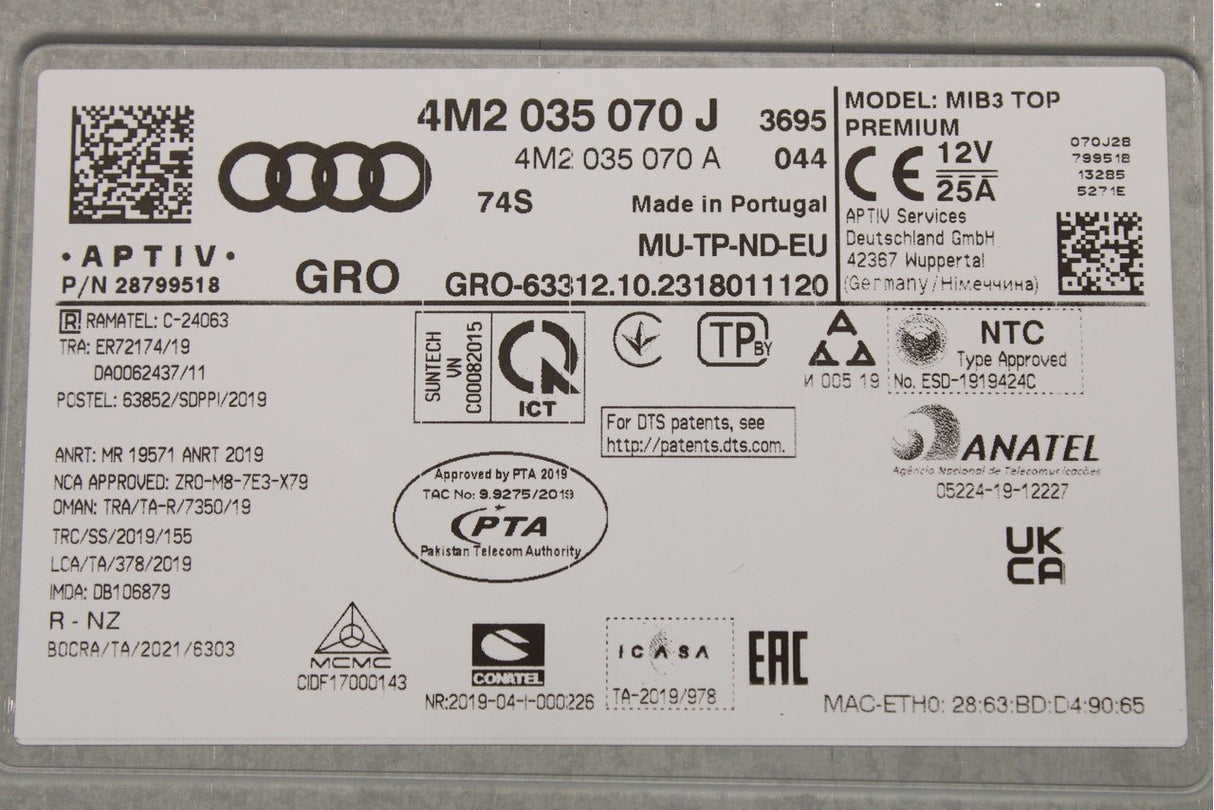 4M2 035 070 J 3695
4M2 035 070 A 044
74S Made in Portugal
MU-TP-ND-EU
• A P T I V •
P/N 28799518
GRO
GRO-63312.10.2318011120
MODEL: MIB3 TOP
PREMIUM
CE 12V
25A
APTIV Services
Deutschland GmbH
42367 Wuppertal
(Germany/Німеччина)
070J28
799518
13285
5271E
R RAMATEL: C-24063
TRA: ER72174/19
DA0062437/11
POSTEL: 63852/SDPPI/2019
ANRT: MR 19571 ANRT 2019
NCA APPROVED: ZRO-M8-7E3-X79
OMAN: TRA/TA-R/7350/19
TRC/SS/2019/155
LCA/TA/378/2019
IMDA: DB106879
R - NZ
BOCRA/TA/2021/6303
SUNTECH
VN
C00082015
ICT
TP BY
И 005 19
NTC
Type Approved
No. ESD-1919424C
For DTS patents, see
http://patents.dts.com.
ANATEL
Agência Nacional de Telecomunicações
05224-19-12227
Approved by PTA 2019
TAC No: 9.9275/2019
PTA
Pakistan Telecom Authority
UK
CA
MCMC
CIDF17000143
CONATEL
NR:2019-04-I-000226
ICASA
TA-2019/978
EAC
MAC-ETH0: 28:63:BD:D4:90:65